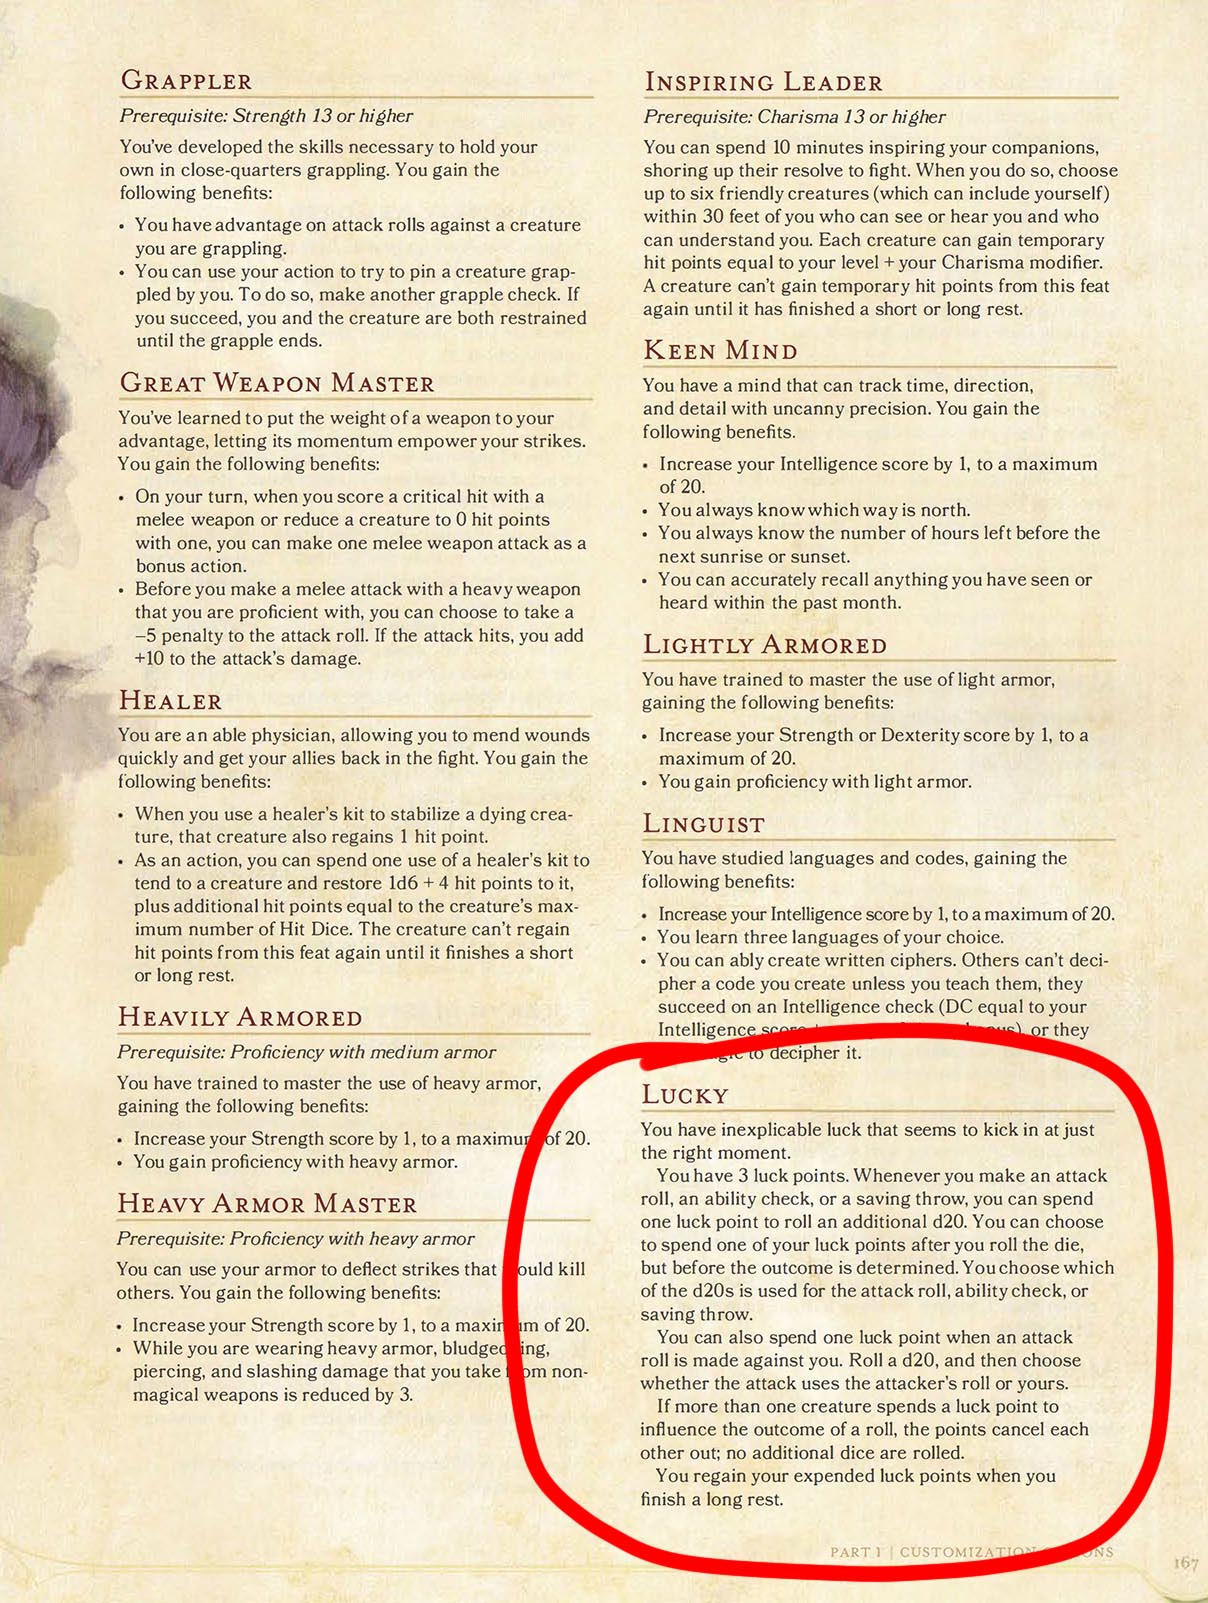 GRAPPLER
Prerequisite: Strength 13 or higher
You've developed the skills necessary to hold your
own in close-quarters grappling. You gain the
following benefits:
• You have advantage on attack rolls against a creature
you are grappling.
• You can use your action to try to pin a creature grap-
pled by you. To do so, make another grapple check. If
you succeed, you and the creature are both restrained
until the grapple ends.
GREAT WEAPON MASTER
You've learned to put the weight of a weapon to your
advantage, letting its momentum empower your strikes.
You gain the following benefits:
• On your turn, when you score a critical hit with a
melee weapon or reduce a creature to 0 hit points
with one, you can make one melee weapon attack as a
bonus action.
• Before you make a melee attack with a heavy weapon
that you are proficient with, you can choose to take a
–5 penalty to the attack roll. If the attack hits, you add
+10 to the attack's damage.
HEALER
You are an able physician, allowing you to mend wounds
quickly and get your allies back in the fight. You gain the
following benefits:
• When you use a healer's kit to stabilize a dying crea-
ture, that creature also regains 1 hit point.
• As an action, you can spend one use of a healer's kit to
tend to a creature and restore 1d6 + 4 hit points to it,
plus additional hit points equal to the creature's max-
imum number of Hit Dice. The creature can't regain
hit points from this feat again until it finishes a short
or long rest.
HEAVILY ARMORED
Prerequisite: Proficiency with medium armor
You have trained to master the use of heavy armor,
gaining the following benefits:
• Increase your Strength score by 1, to a maximum of 20.
• You gain proficiency with heavy armor.
HEAVY ARMOR MASTER
Prerequisite: Proficiency with heavy armor
You can use your armor to deflect strikes that would kill
others. You gain the following benefits:
• Increase your Strength score by 1, to a maximum of 20.
• While you are wearing heavy armor, bludgeoning,
piercing, and slashing damage that you take from non-
magical weapons is reduced by 3.
INSPIRING LEADER
Prerequisite: Charisma 13 or higher
You can spend 10 minutes inspiring your companions,
shoring up their resolve to fight. When you do so, choose
up to six friendly creatures (which can include yourself)
within 30 feet of you who can see or hear you and who
can understand you. Each creature can gain temporary
hit points equal to your level + your Charisma modifier.
A creature can't gain temporary hit points from this feat
again until it has finished a short or long rest.
KEEN MIND
You have a mind that can track time, direction,
and detail with uncanny precision. You gain the
following benefits.
• Increase your Intelligence score by 1, to a maximum
of 20.
• You always know which way is north.
• You always know the number of hours left before the
next sunrise or sunset.
• You can accurately recall anything you have seen or
heard within the past month.
LIGHTLY ARMORED
You have trained to master the use of light armor,
gaining the following benefits:
• Increase your Strength or Dexterity score by 1, to a
maximum of 20.
• You gain proficiency with light armor.
LINGUIST
You have studied languages and codes, gaining the
following benefits:
• Increase your Intelligence score by 1, to a maximum of 20.
• You learn three languages of your choice.
• You can ably create written ciphers. Others can't deci-
pher a code you create unless you teach them, they
succeed on an Intelligence check (DC equal to your
Intelligence score or they
to decipher it.
LUCKY
You have inexplicable luck that seems to kick in at just
the right moment.
You have 3 luck points. Whenever you make an attack
roll, an ability check, or a saving throw, you can spend
one luck point to roll an additional d20. You can choose
to spend one of your luck points after you roll the die,
but before the outcome is determined. You choose which
of the d20s is used for the attack roll, ability check, or
saving throw.
You can also spend one luck point when an attack
roll is made against you. Roll a d20, and then choose
whether the attack uses the attacker's roll or yours.
If more than one creature spends a luck point to
influence the outcome of a roll, the points cancel each
other out; no additional dice are rolled.
You regain your expended luck points when you
finish a long rest.
PART 1 | CUSTOMIZATION OPTIONS
167